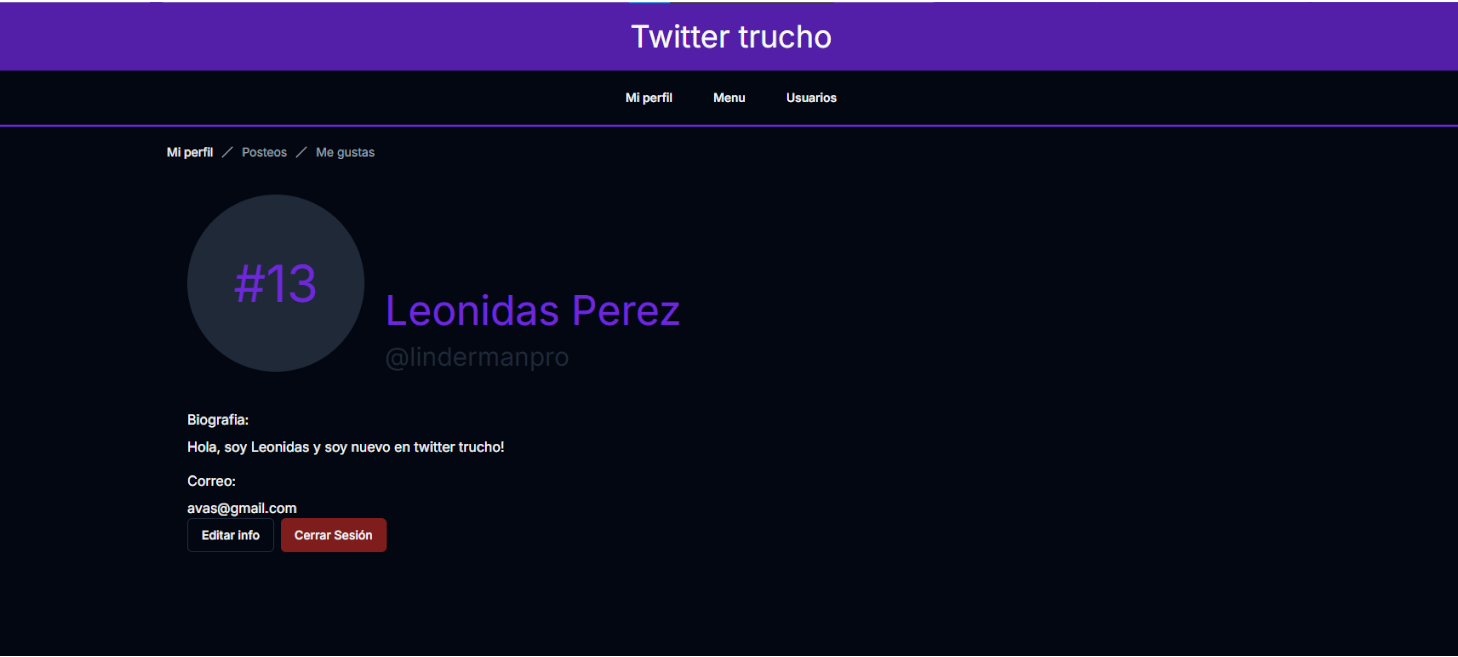 Twitter trucho
Mi perfil Menu Usuarios
Mi perfil / Posteos / Me gustas
#13
Leonidas Perez
@lindermanpro
Biografia:
Hola, soy Leonidas y soy nuevo en twitter trucho!
Correo:
avas@gmail.com
Editar info Cerrar Sesión